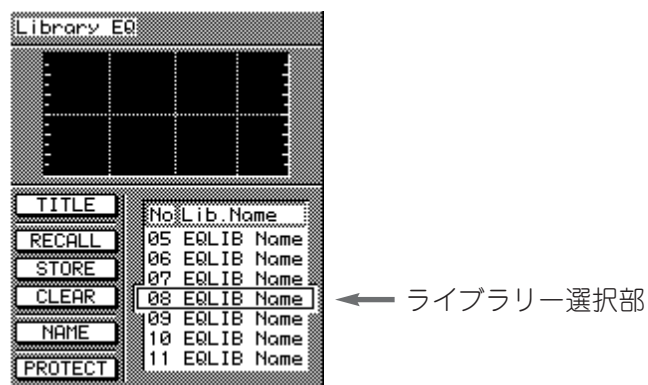 Library EQ
TITLE
RECALL
STORE
CLEAR
NAME
PROTECT
No Lib.Name
05 EQLIB Name
06 EQLIB Name
07 EQLIB Name
08 EQLIB Name
09 EQLIB Name
10 EQLIB Name
11 EQLIB Name
ライブラリー選択部